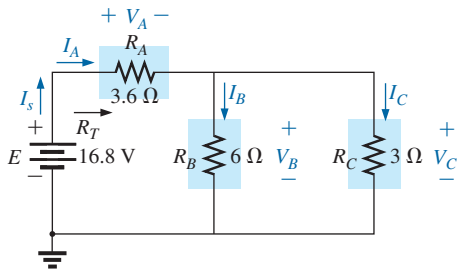 + V_A −
I_A
R_A
3.6 Ω
I_s
R_T
I_B
I_C
+
E
16.8 V
−
R_B
6 Ω
+
V_B
−
R_C
3 Ω
+
V_C
−